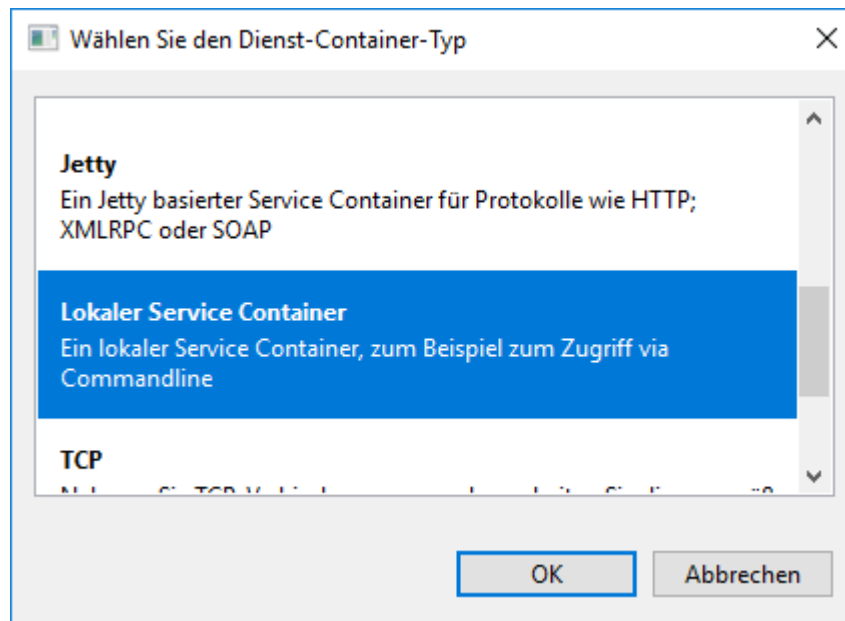 Wählen Sie den Dienst-Container-Typ
Jetty
Ein Jetty basierter Service Container für Protokolle wie HTTP;
XMLRPC oder SOAP
Lokaler Service Container
Ein lokaler Service Container, zum Beispiel zum Zugriff via
Commandline
TCP
OK
Abbrechen